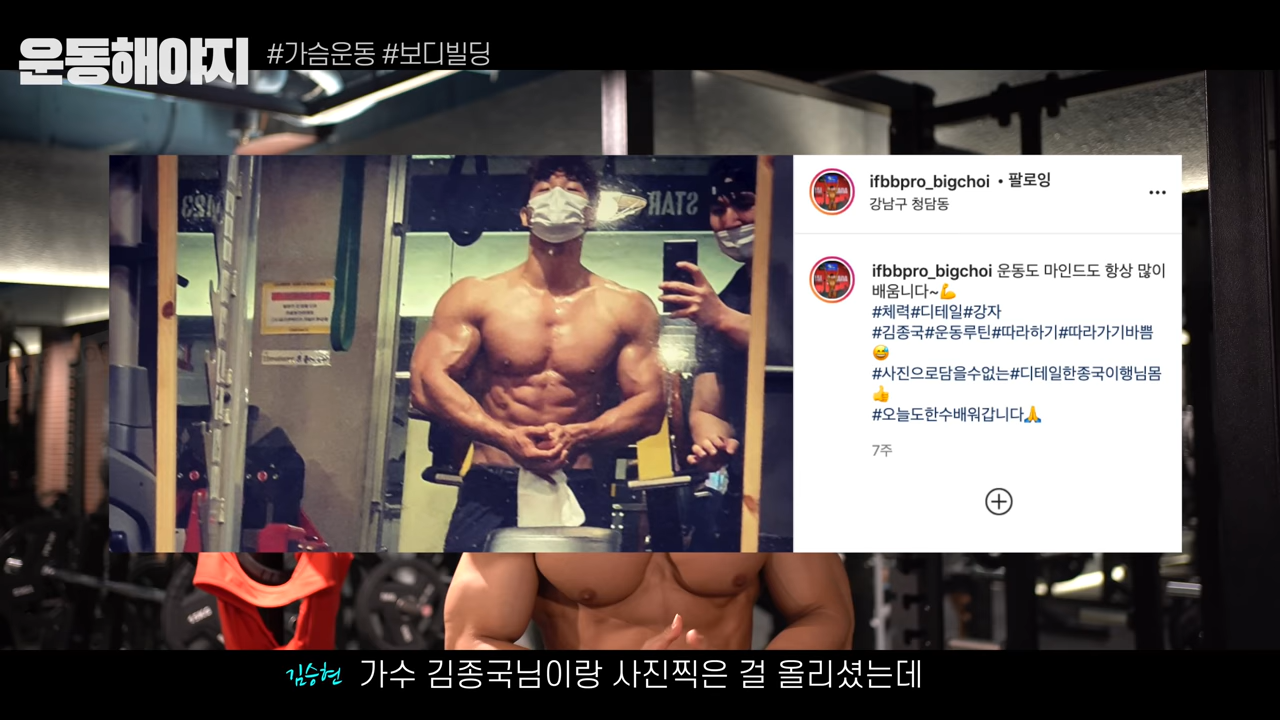 운동해야지 #가슴운동 #보디빌딩
ifbbpro_bigchoi • 팔로잉
강남구 청담동
ifbbpro_bigchoi 운동도 마인드도 항상 많이
배움니다~💪
#체력#디테일#강자
#김종국#운동루틴#따라하기#따라가기바쁨
😅
#사진으로담을수없는#디테일한종국이행님몸
👍
#오늘도한수배워갑니다🙏
7주
김승현 가수 김종국님이랑 사진찍은 걸 올리셨는데